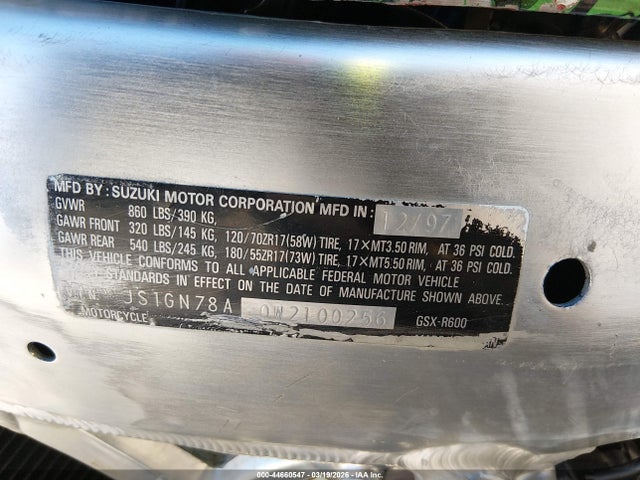 MFD BY : SUZUKI MOTOR CORPORATION MFD IN : 12/97
GVWR 860 LBS/390 KG,
GAWR FRONT 320 LBS/145 KG, 120/70ZR17(58W) TIRE, 17×MT3.50 RIM, AT 36 PSI COLD.
GAWR REAR 540 LBS/245 KG, 180/55ZR17(73W) TIRE, 17×MT5.50 RIM, AT 36 PSI COLD.
THIS VEHICLE CONFORMS TO ALL APPLICABLE FEDERAL MOTOR VEHICLE
STANDARDS IN EFFECT ON THE DATE OF MANUFACTURE SHOWN ABOVE.
JS1GN78A 0W2100266
MOTORCYCLE GSX-R600
000-44660547 | 03/19/2026 - IAA Inc.